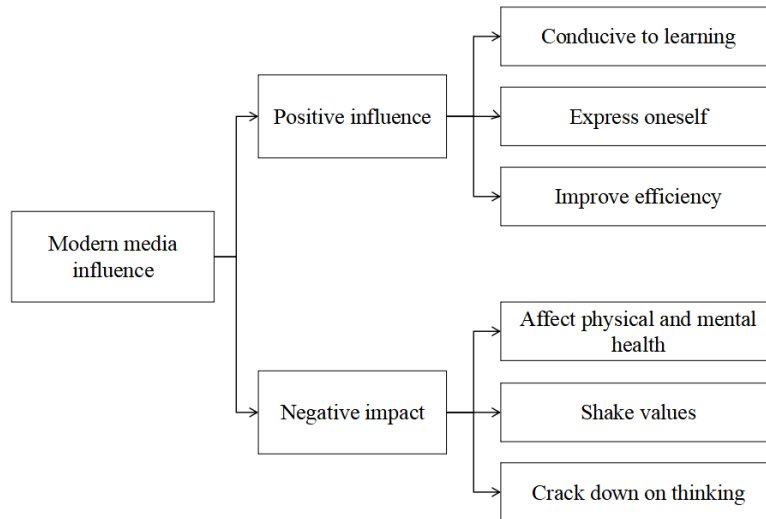 Modern media
influence
Positive influence
Conducive to learning
Express oneself
Improve efficiency
Negative impact
Affect physical and mental
health
Shake values
Crack down on thinking